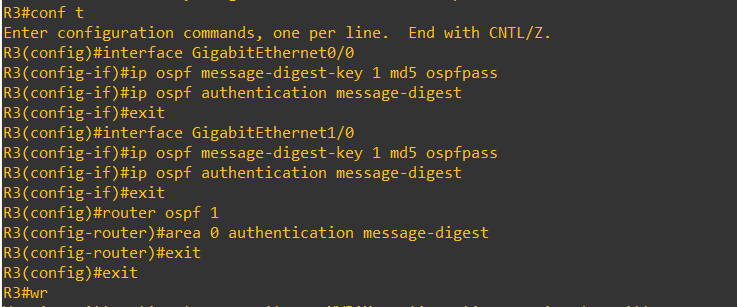 R3#conf t
Enter configuration commands, one per line.  End with CNTL/Z.
R3(config)#interface GigabitEthernet0/0
R3(config-if)#ip ospf message-digest-key 1 md5 ospfpass
R3(config-if)#ip ospf authentication message-digest
R3(config-if)#exit
R3(config)#interface GigabitEthernet1/0
R3(config-if)#ip ospf message-digest-key 1 md5 ospfpass
R3(config-if)#ip ospf authentication message-digest
R3(config-if)#exit
R3(config)#router ospf 1
R3(config-router)#area 0 authentication message-digest
R3(config-router)#exit
R3(config)#exit
R3#wr